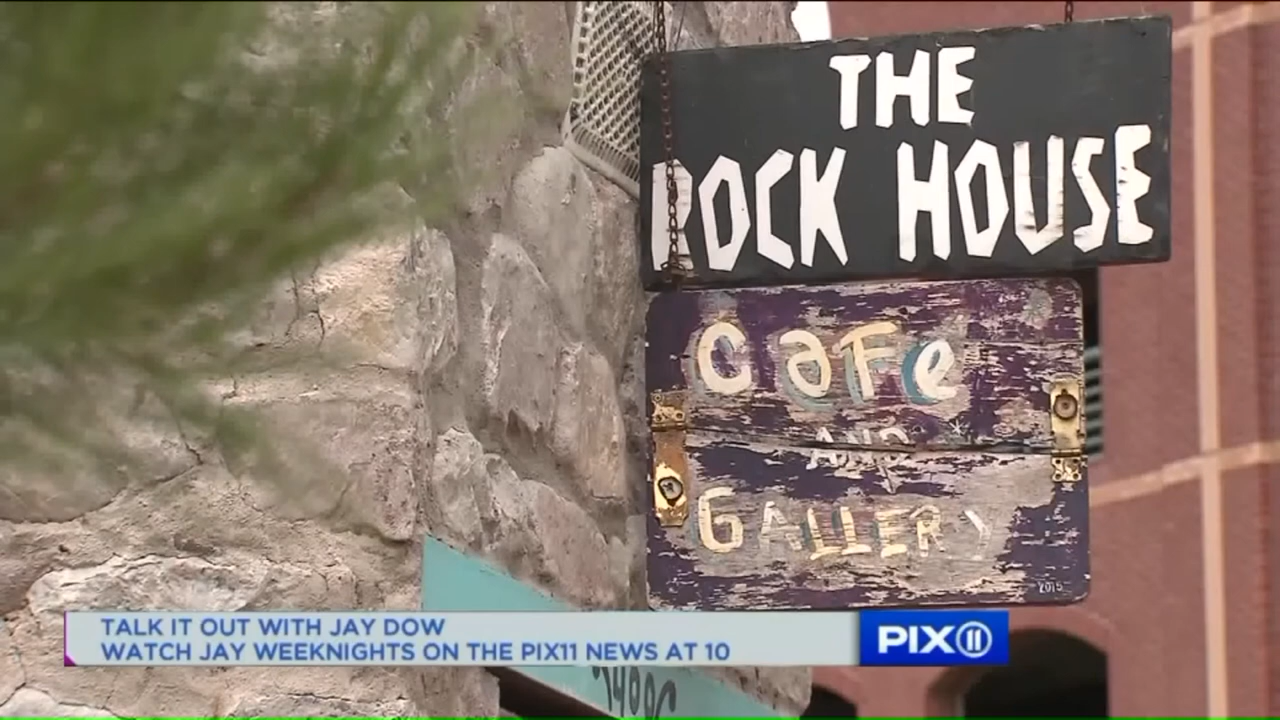 THE
ROCK HOUSE
CaFe
AND
GALLERY
2015
TALK IT OUT WITH JAY DOW
WATCH JAY WEEKNIGHTS ON THE PIX11 NEWS AT 10
PIX11